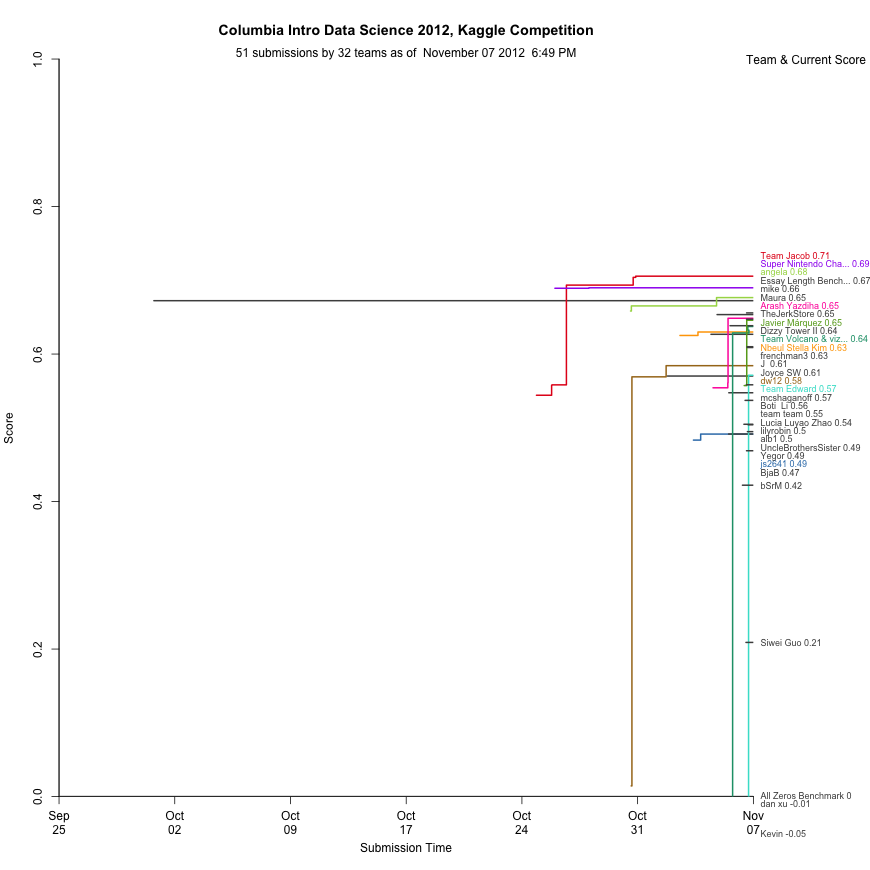 Columbia Intro Data Science 2012, Kaggle Competition
51 submissions by 32 teams as of  November 07 2012  6:49 PM
Team & Current Score
1.0
0.8
0.6
0.4
0.2
0.0
Score
Team Jacob 0.71
Super Nintendo Cha... 0.69
angela 0.68
Essay Length Bench... 0.67
mike 0.66
Maura 0.65
Arash Yazdiha 0.65
TheJerkStore 0.65
Javier Márquez 0.65
Dizzy Tower II 0.64
Team Volcano & viz... 0.64
Nbeul Stella Kim 0.63
frenchman3 0.63
J  0.61
Joyce SW 0.61
dw12 0.58
Team Edward 0.57
mcshaganoff 0.57
Boti  Li 0.56
team team 0.55
Lucia Luyao Zhao 0.54
lilyrobin 0.5
alb1 0.5
UncleBrothersSister 0.49
Yegor 0.49
js2641 0.49
BjaB 0.47
bSrM 0.42
Siwei Guo 0.21
All Zeros Benchmark 0
dan xu -0.01
Kevin -0.05
Sep 25
Oct 02
Oct 09
Oct 17
Oct 24
Oct 31
Nov 07
Submission Time